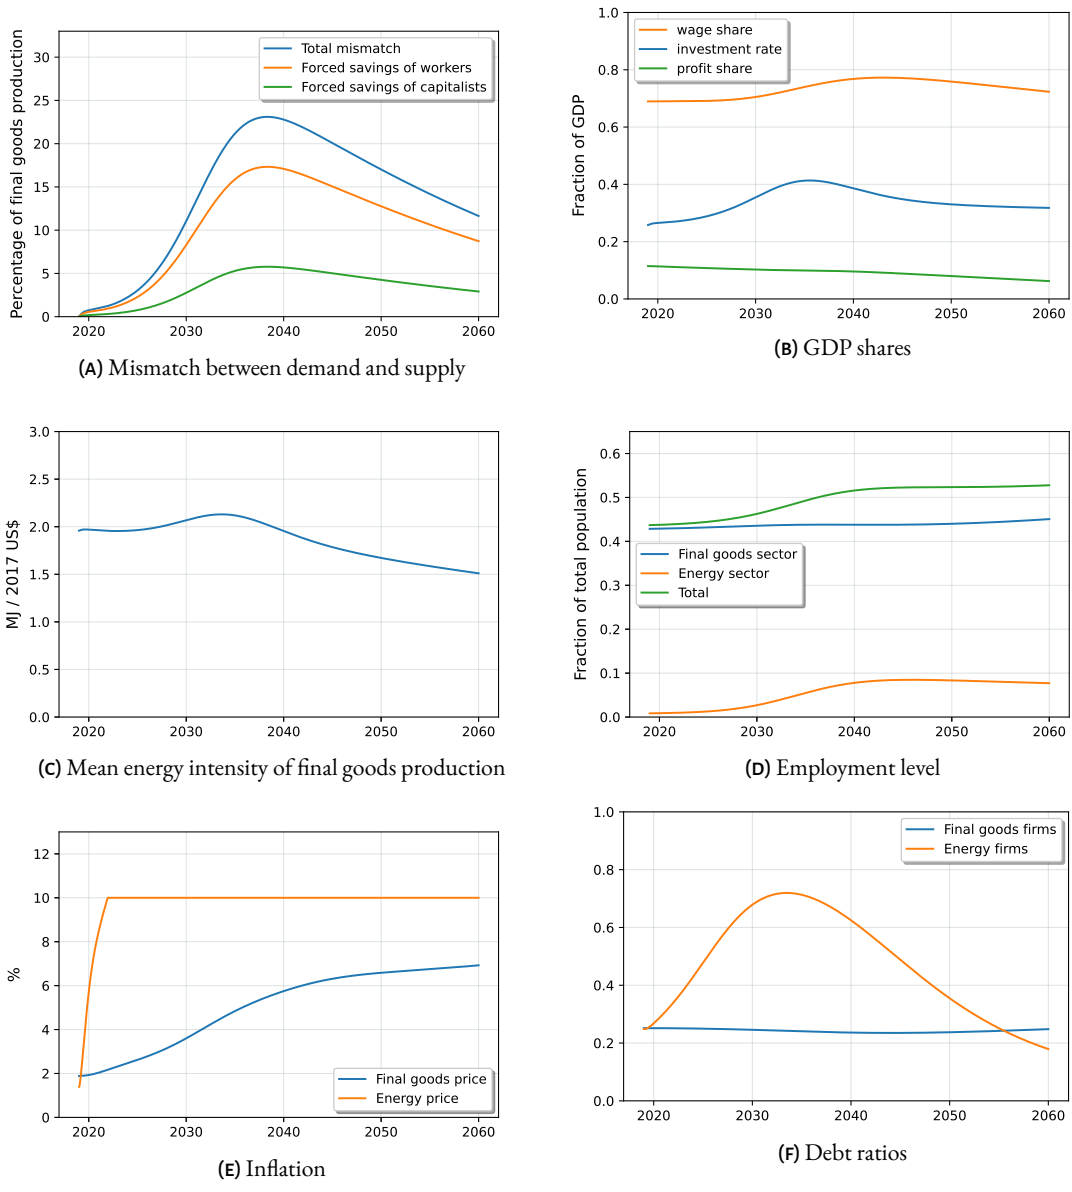 Percentage of final goods production
30
25
20
15
10
5
0
Total mismatch
Forced savings of workers
Forced savings of capitalists
2020 2030 2040 2050 2060
(A) Mismatch between demand and supply
Fraction of GDP
1.0
0.8
0.6
0.4
0.2
0.0
wage share
investment rate
profit share
2020 2030 2040 2050 2060
(B) GDP shares
MJ / 2017 US$
3.0
2.5
2.0
1.5
1.0
0.5
0.0
2020 2030 2040 2050 2060
(C) Mean energy intensity of final goods production
Fraction of total population
0.6
0.5
0.4
0.3
0.2
0.1
0.0
Final goods sector
Energy sector
Total
2020 2030 2040 2050 2060
(D) Employment level
%
12
10
8
6
4
2
0
Final goods price
Energy price
2020 2030 2040 2050 2060
(E) Inflation
1.0
0.8
0.6
0.4
0.2
0.0
Final goods firms
Energy firms
2020 2030 2040 2050 2060
(F) Debt ratios